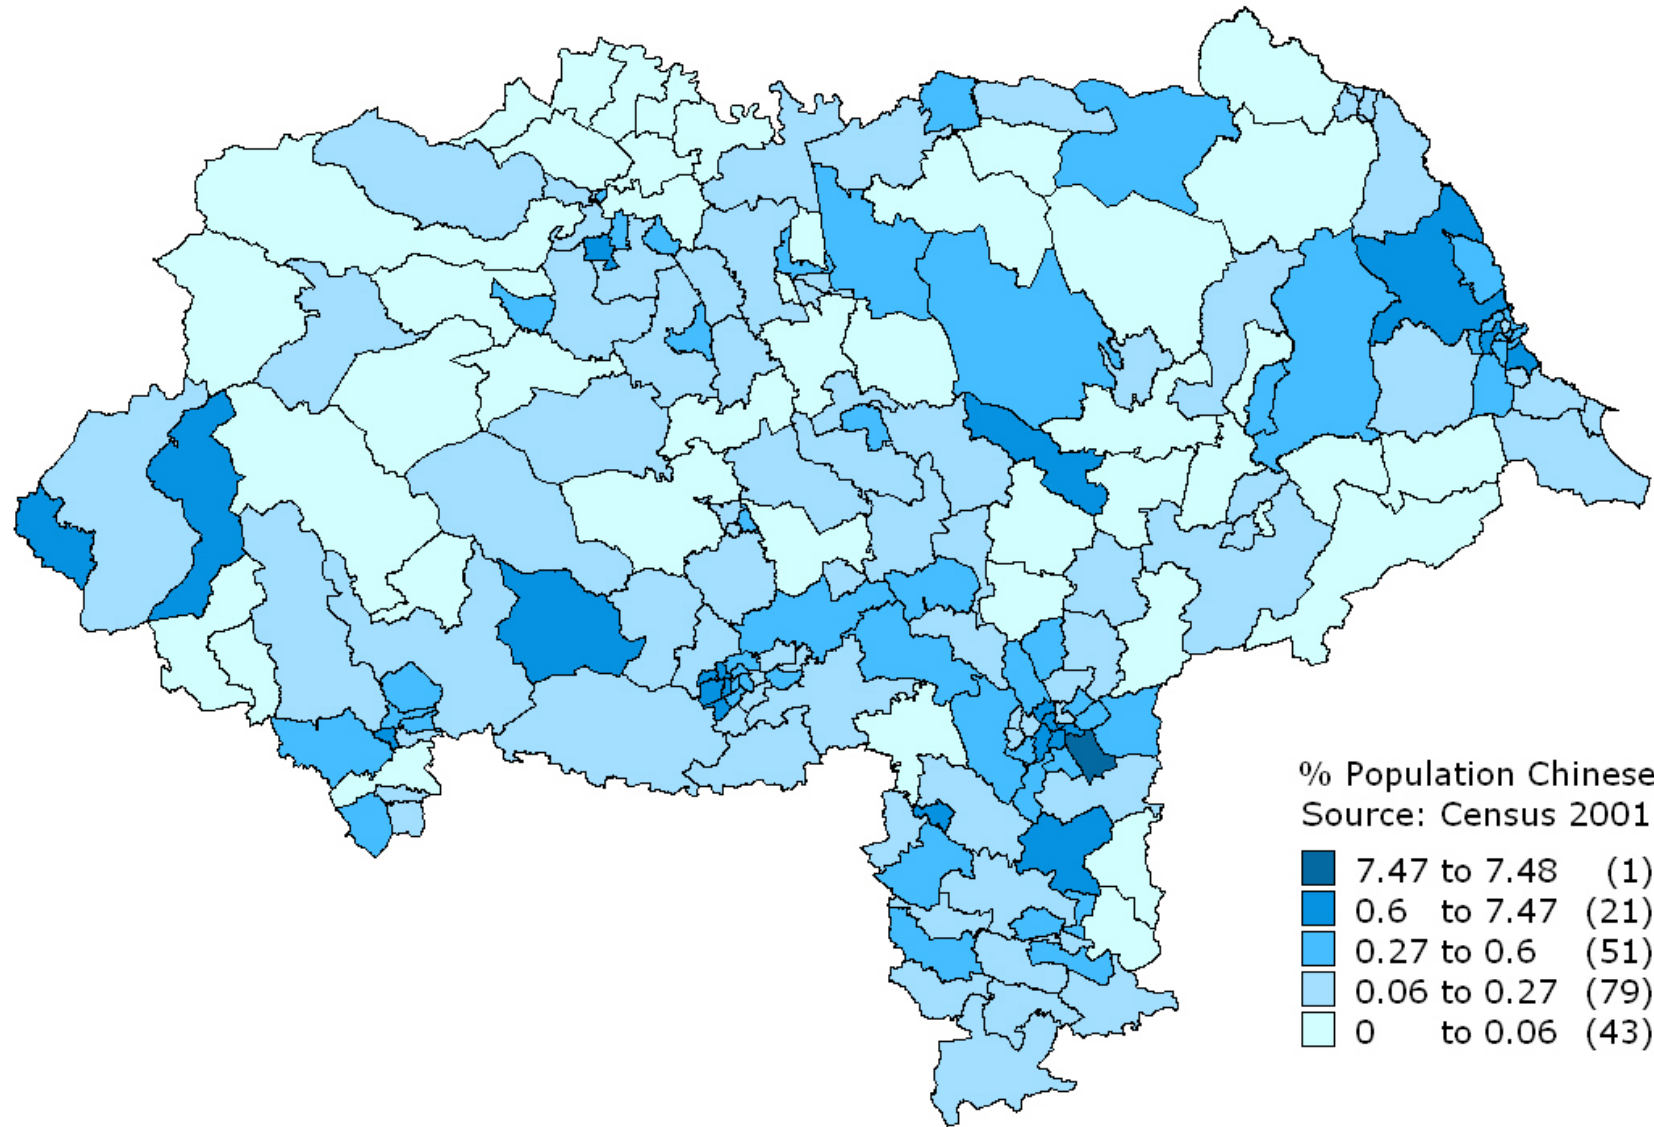 % Population Chinese
Source: Census 2001
7.47 to 7.48 (1)
0.6 to 7.47 (21)
0.27 to 0.6 (51)
0.06 to 0.27 (79)
0 to 0.06 (43)